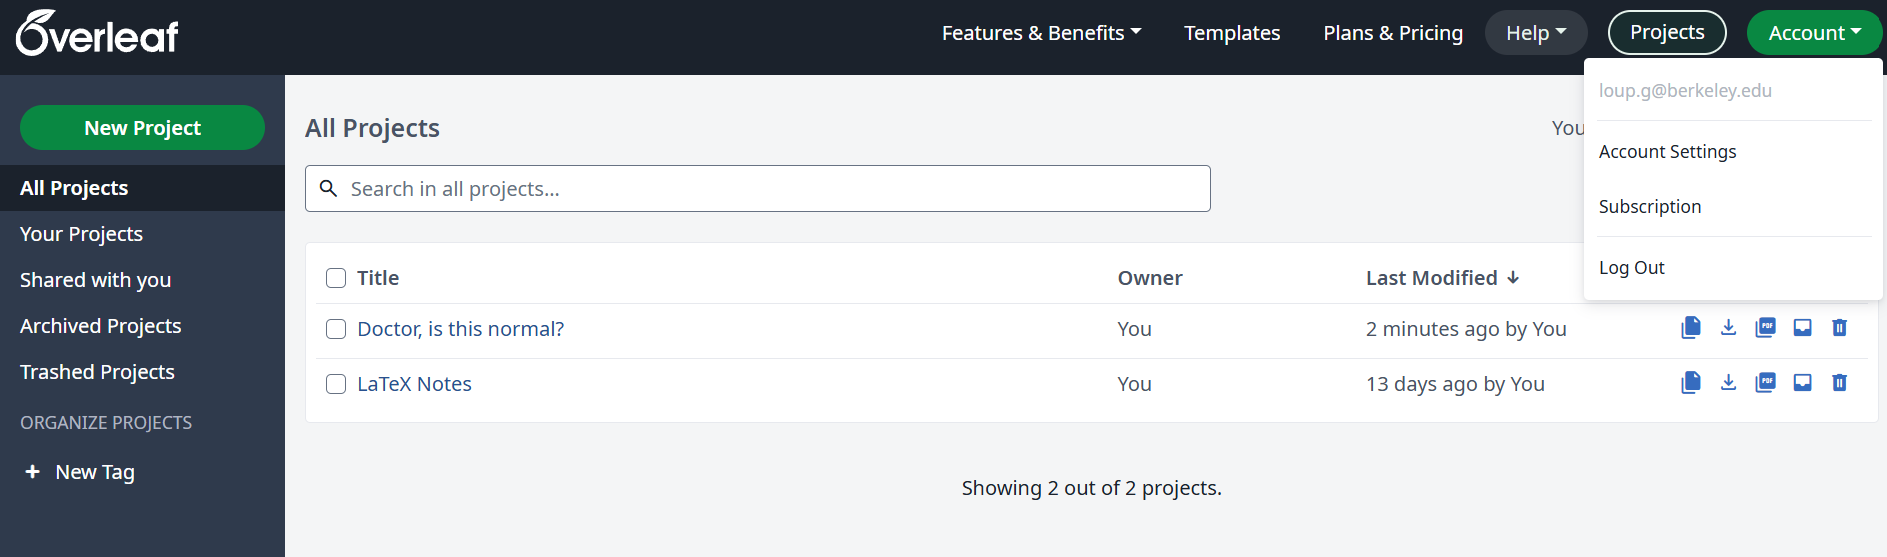 Overleaf
Features & Benefits
Templates
Plans & Pricing
Help
Projects
Account
loup.g@berkeley.edu
Account Settings
Subscription
Log Out
New Project
All Projects
Your Projects
Shared with you
Archived Projects
Trashed Projects
ORGANIZE PROJECTS
+ New Tag
All Projects
You
Search in all projects...
Title Owner Last Modified ↓
Doctor, is this normal? You 2 minutes ago by You
PDF
LaTeX Notes You 13 days ago by You
PDF
Showing 2 out of 2 projects.